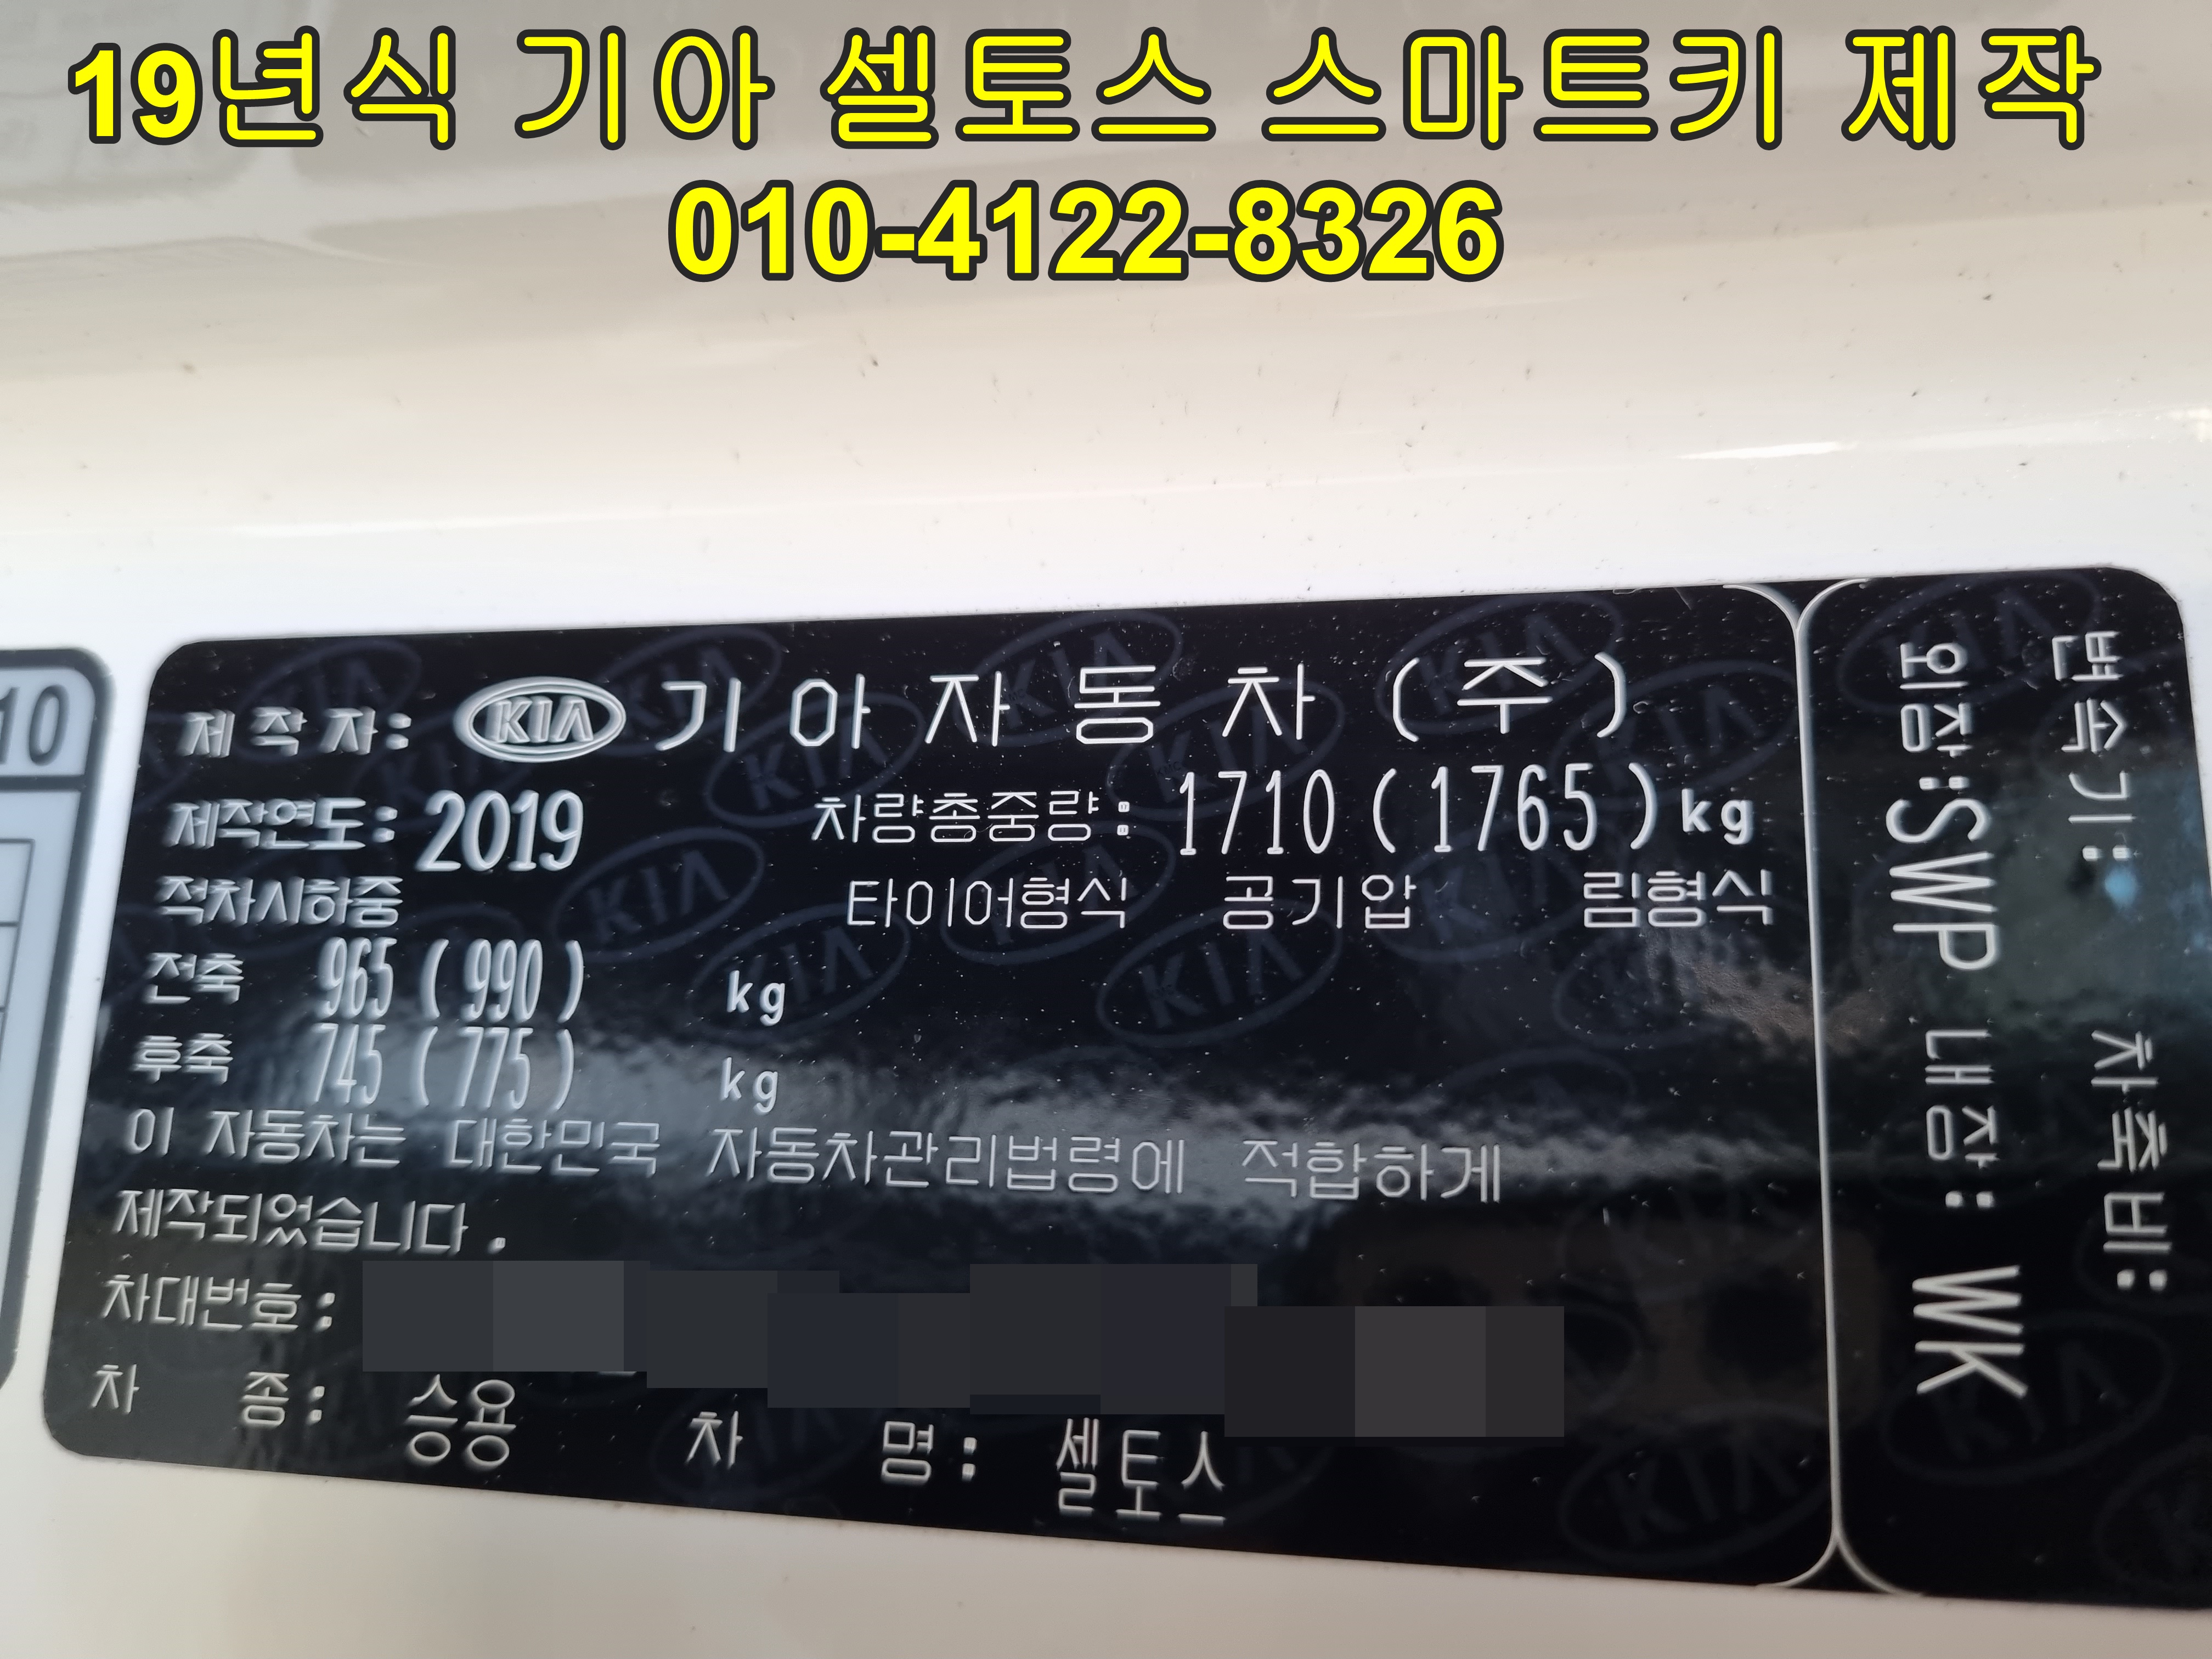 19년식 기아 셀토스 스마트키 제작
010-4122-8326
10
제작자: KIA 기아자동차(주)
제작연도: 2019 차량총중량: 1710(1765)kg
적차시하중 타이어형식 공기압 림형식
전축 965(990) kg
후축 745(775) kg
이 자동차는 대한민국 자동차관리법령에 적합하게
제작되었습니다.
차대번호:
차 종: 승용 차 명: 셀토스
변속기: 차축비:
외장:SWP 내장: WK